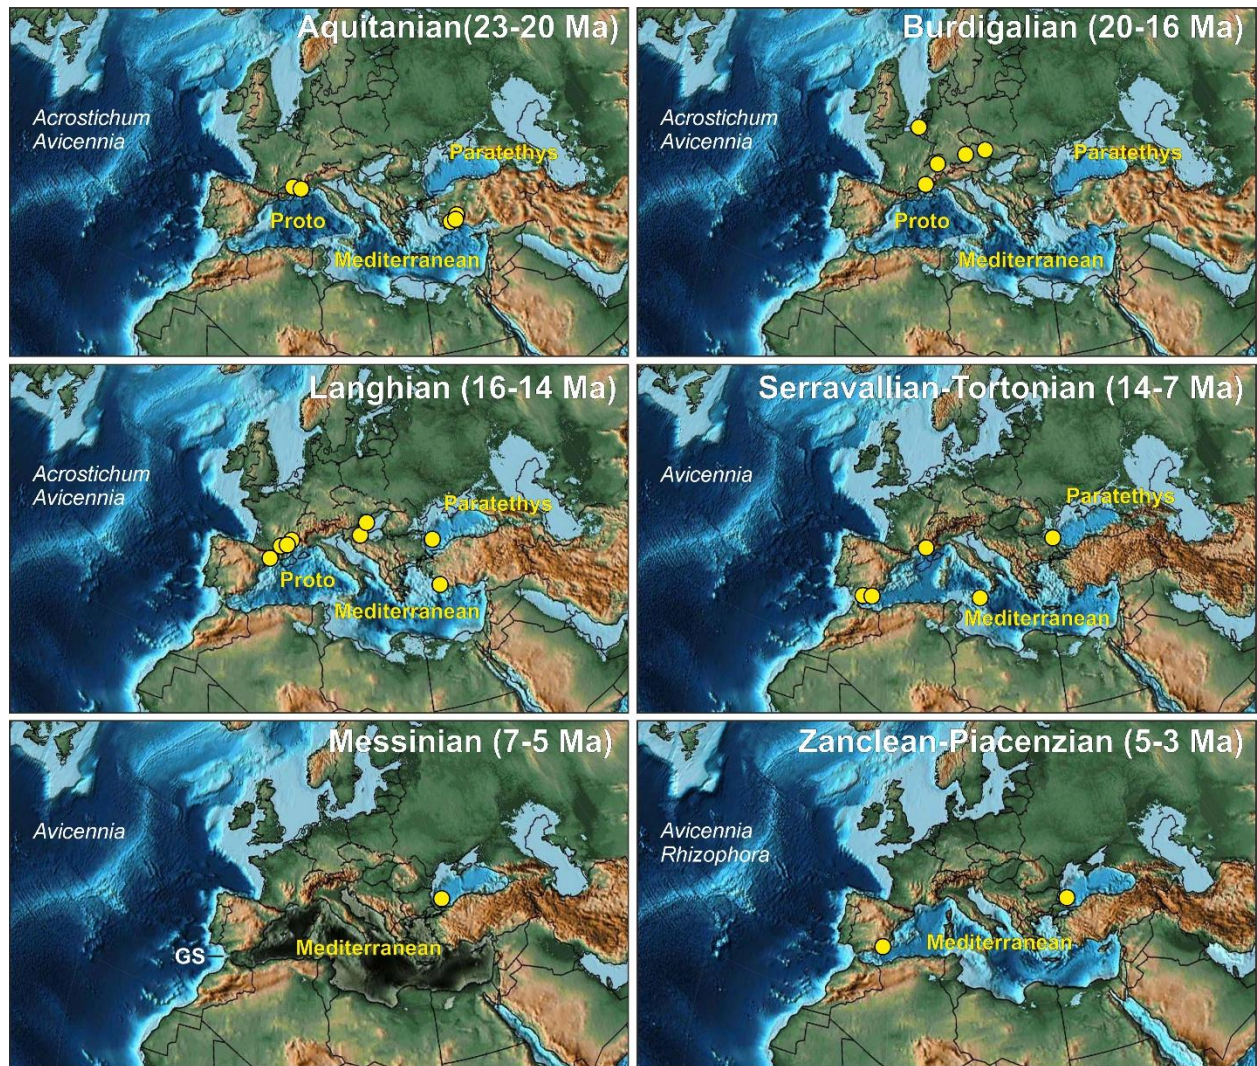 Aquitanian(23-20 Ma)
Acrostichum
Avicennia
Paratethys
Proto
Mediterranean
Burdigalian (20-16 Ma)
Acrostichum
Avicennia
Paratethys
Proto
Mediterranean
Langhian (16-14 Ma)
Acrostichum
Avicennia
Paratethys
Proto
Mediterranean
Serravallian-Tortonian (14-7 Ma)
Avicennia
Paratethys
Mediterranean
Messinian (7-5 Ma)
Avicennia
Mediterranean
GS
Zanclean-Piacenzian (5-3 Ma)
Avicennia
Rhizophora
Mediterranean